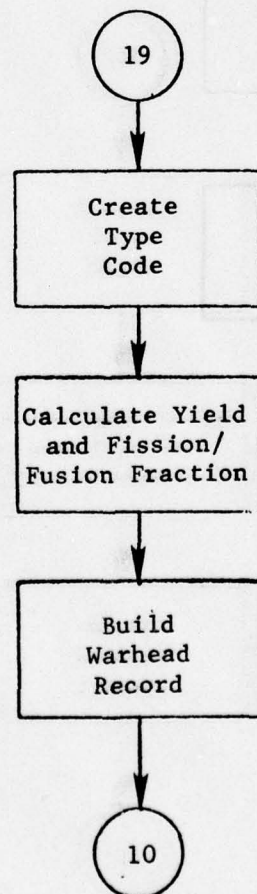 19
Create
Type
Code
Calculate Yield
and Fission/
Fusion Fraction
Build
Warhead
Record
10